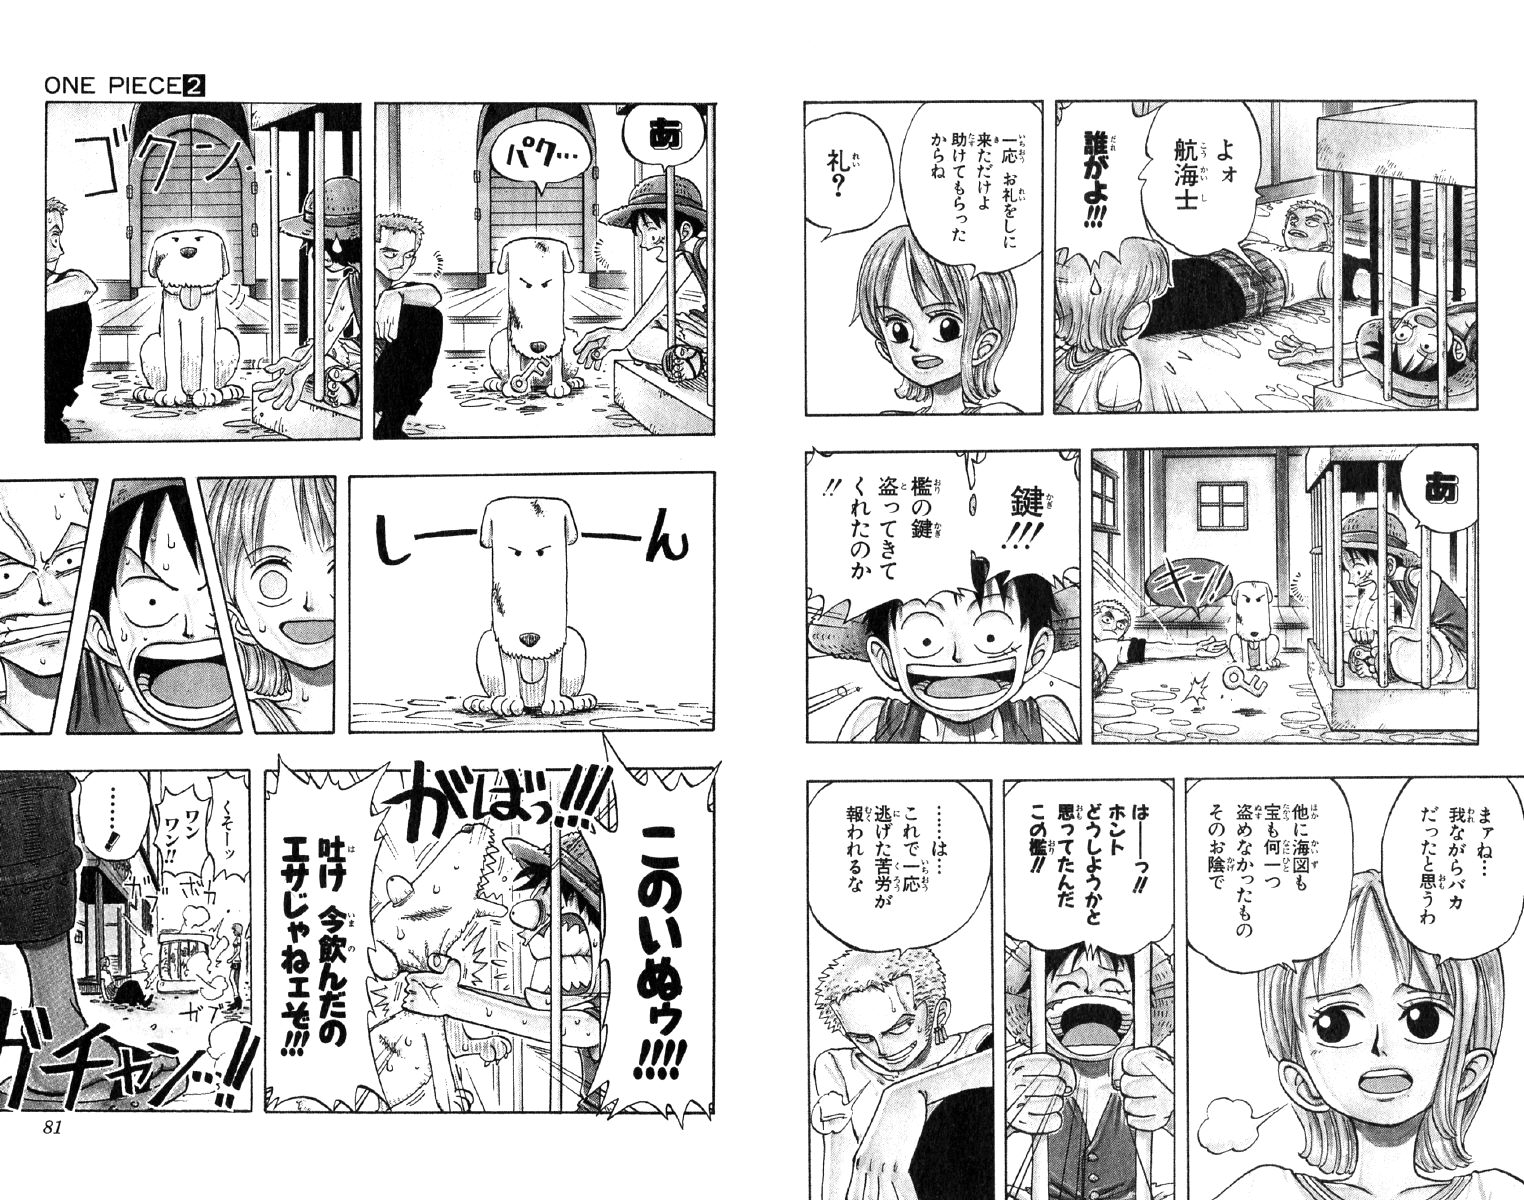 よォ
航海士
誰がよ!!!
一応 お礼をしに
来ただけよ
助けてもらった
からね
礼?
あ
キーン!!
鍵!!!
檻の鍵
盗ってきて
くれたのか
!!
まァね…
我ながらバカ
だったと思うわ
他に海図も
宝も何一つ
盗めなかったもの
そのお陰で
は――っ!!
ホント
どうしようかと
思ってたんだ
この檻!!
……は…
これで一応
逃げた苦労が
報われるな
ONE PIECE2
あ
パク…
ゴクン…
しーーん
このいぬゥ!!!!
がばっ!!!
吐け 今飲んだの
エサじゃねェぞ!!!
くそーッ
ワン
ワン!!
……!
ボカ
ガチャンッ!!
81